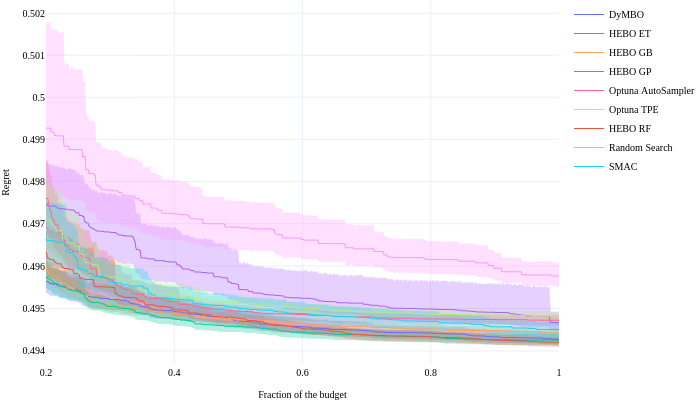 0.502
0.501
0.5
0.499
0.498
0.497
0.496
0.495
0.494
Regret
0.2
0.4
0.6
0.8
1
Fraction of the budget
DyMBO
HEBO ET
HEBO GB
HEBO GP
Optuna AutoSampler
Optuna TPE
HEBO RF
Random Search
SMAC